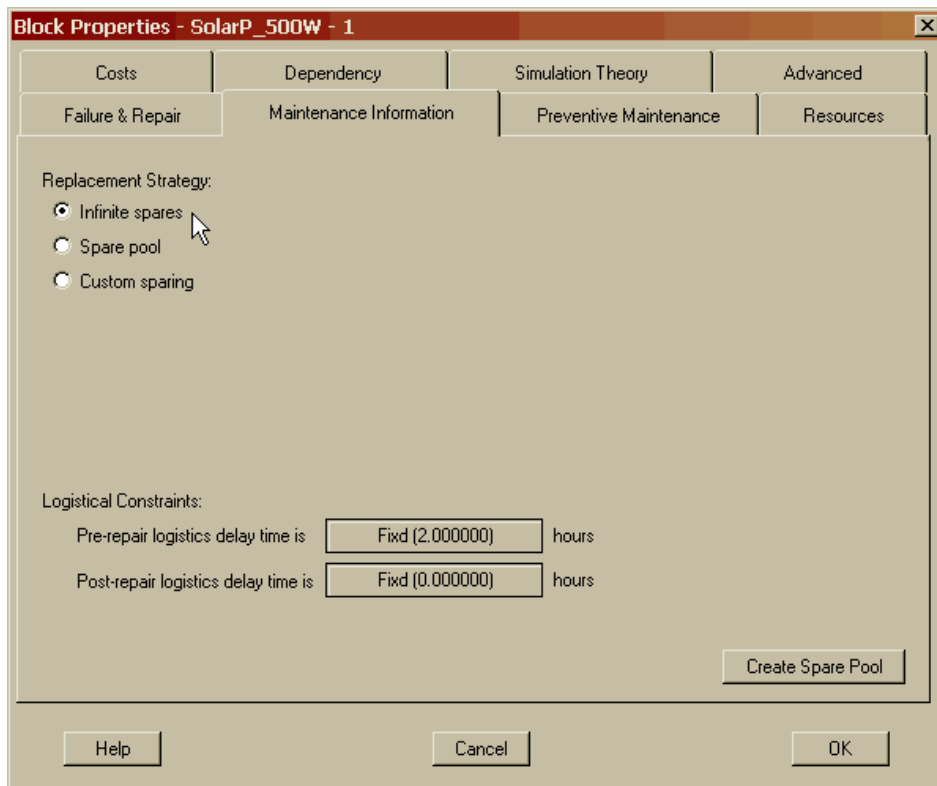 Block Properties - SolarP_500W - 1
Costs Dependency Simulation Theory Advanced
Failure & Repair Maintenance Information Preventive Maintenance Resources
Replacement Strategy:
Infinite spares
Spare pool
Custom sparing
Logistical Constraints:
Pre-repair logistics delay time is Fixd (2.000000) hours
Post-repair logistics delay time is Fixd (0.000000) hours
Create Spare Pool
Help Cancel OK